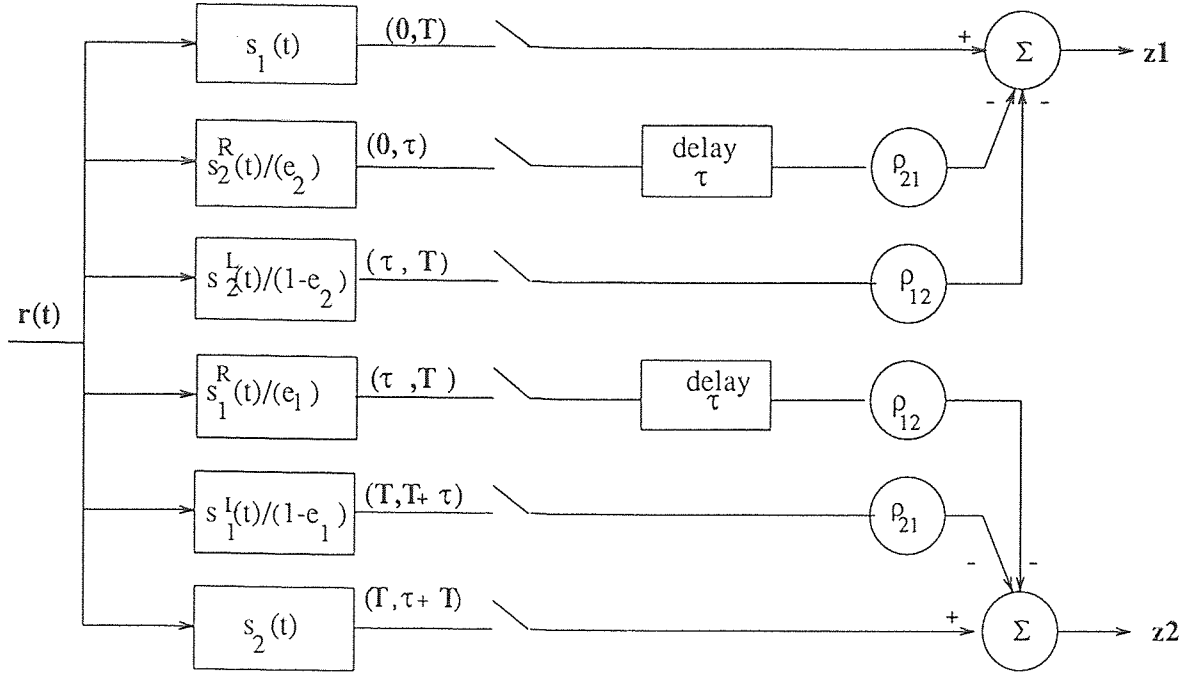 s₁(t) (0,T) + Σ z1
- -
s₂ᴿ(t)/(e₂) (0,τ) delay τ ρ₂₁
s₂ᴸ(t)/(1-e₂) (τ, T) ρ₁₂
r(t)
s₁ᴿ(t)/(e₁) (τ ,T ) delay τ ρ₁₂
s₁ᴵ(t)/(1-e₁) (T,T+ τ) ρ₂₁
- -
s₂(t) (T,τ+ T) + Σ z2